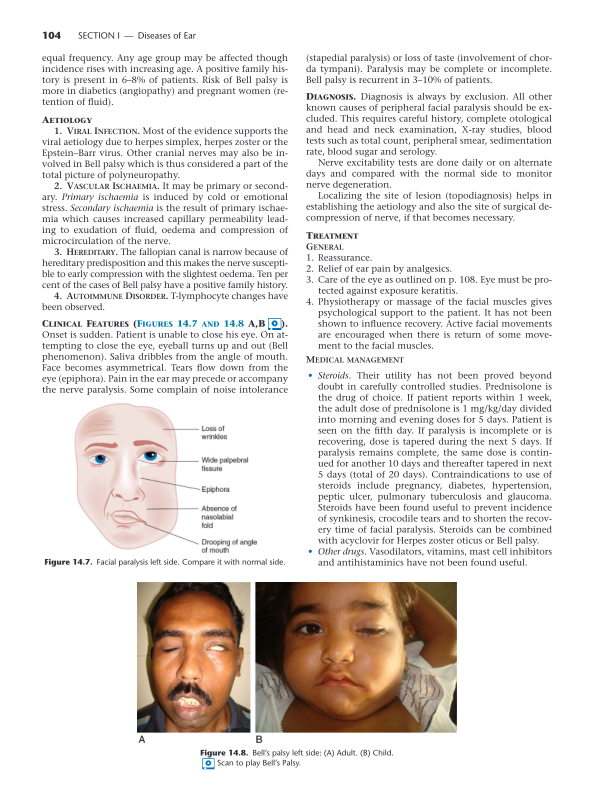 104 SECTION I — Diseases of Ear
equal frequency. Any age group may be affected though
incidence rises with increasing age. A positive family his-
tory is present in 6–8% of patients. Risk of Bell palsy is
more in diabetics (angiopathy) and pregnant women (re-
tention of fluid).
AETIOLOGY
1. VIRAL INFECTION. Most of the evidence supports the
viral aetiology due to herpes simplex, herpes zoster or the
Epstein–Barr virus. Other cranial nerves may also be in-
volved in Bell palsy which is thus considered a part of the
total picture of polyneuropathy.
2. VASCULAR ISCHAEMIA. It may be primary or second-
ary. Primary ischaemia is induced by cold or emotional
stress. Secondary ischaemia is the result of primary ischae-
mia which causes increased capillary permeability lead-
ing to exudation of fluid, oedema and compression of
microcirculation of the nerve.
3. HEREDITARY. The fallopian canal is narrow because of
hereditary predisposition and this makes the nerve suscepti-
ble to early compression with the slightest oedema. Ten per
cent of the cases of Bell palsy have a positive family history.
4. AUTOIMMUNE DISORDER. T-lymphocyte changes have
been observed.
CLINICAL FEATURES (FIGURES 14.7 AND 14.8 A,B).
Onset is sudden. Patient is unable to close his eye. On at-
tempting to close the eye, eyeball turns up and out (Bell
phenomenon). Saliva dribbles from the angle of mouth.
Face becomes asymmetrical. Tears flow down from the
eye (epiphora). Pain in the ear may precede or accompany
the nerve paralysis. Some complain of noise intolerance
Loss of
wrinkles
Wide palpebral
fissure
Epiphora
Absence of
nasolabial
fold
Drooping of angle
of mouth
Figure 14.7. Facial paralysis left side. Compare it with normal side.
(stapedial paralysis) or loss of taste (involvement of chor-
da tympani). Paralysis may be complete or incomplete.
Bell palsy is recurrent in 3–10% of patients.
DIAGNOSIS. Diagnosis is always by exclusion. All other
known causes of peripheral facial paralysis should be ex-
cluded. This requires careful history, complete otological
and head and neck examination, X-ray studies, blood
tests such as total count, peripheral smear, sedimentation
rate, blood sugar and serology.
Nerve excitability tests are done daily or on alternate
days and compared with the normal side to monitor
nerve degeneration.
Localizing the site of lesion (topodiagnosis) helps in
establishing the aetiology and also the site of surgical de-
compression of nerve, if that becomes necessary.
TREATMENT
GENERAL
1. Reassurance.
2. Relief of ear pain by analgesics.
3. Care of the eye as outlined on p. 108. Eye must be pro-
tected against exposure keratitis.
4. Physiotherapy or massage of the facial muscles gives
psychological support to the patient. It has not been
shown to influence recovery. Active facial movements
are encouraged when there is return of some move-
ment to the facial muscles.
MEDICAL MANAGEMENT
• Steroids. Their utility has not been proved beyond
doubt in carefully controlled studies. Prednisolone is
the drug of choice. If patient reports within 1 week,
the adult dose of prednisolone is 1 mg/kg/day divided
into morning and evening doses for 5 days. Patient is
seen on the fifth day. If paralysis is incomplete or is
recovering, dose is tapered during the next 5 days. If
paralysis remains complete, the same dose is contin-
ued for another 10 days and thereafter tapered in next
5 days (total of 20 days). Contraindications to use of
steroids include pregnancy, diabetes, hypertension,
peptic ulcer, pulmonary tuberculosis and glaucoma.
Steroids have been found useful to prevent incidence
of synkinesis, crocodile tears and to shorten the recov-
ery time of facial paralysis. Steroids can be combined
with acyclovir for Herpes zoster oticus or Bell palsy.
• Other drugs. Vasodilators, vitamins, mast cell inhibitors
and antihistaminics have not been found useful.
A B
Figure 14.8. Bell's palsy left side: (A) Adult. (B) Child.
Scan to play Bell's Palsy.